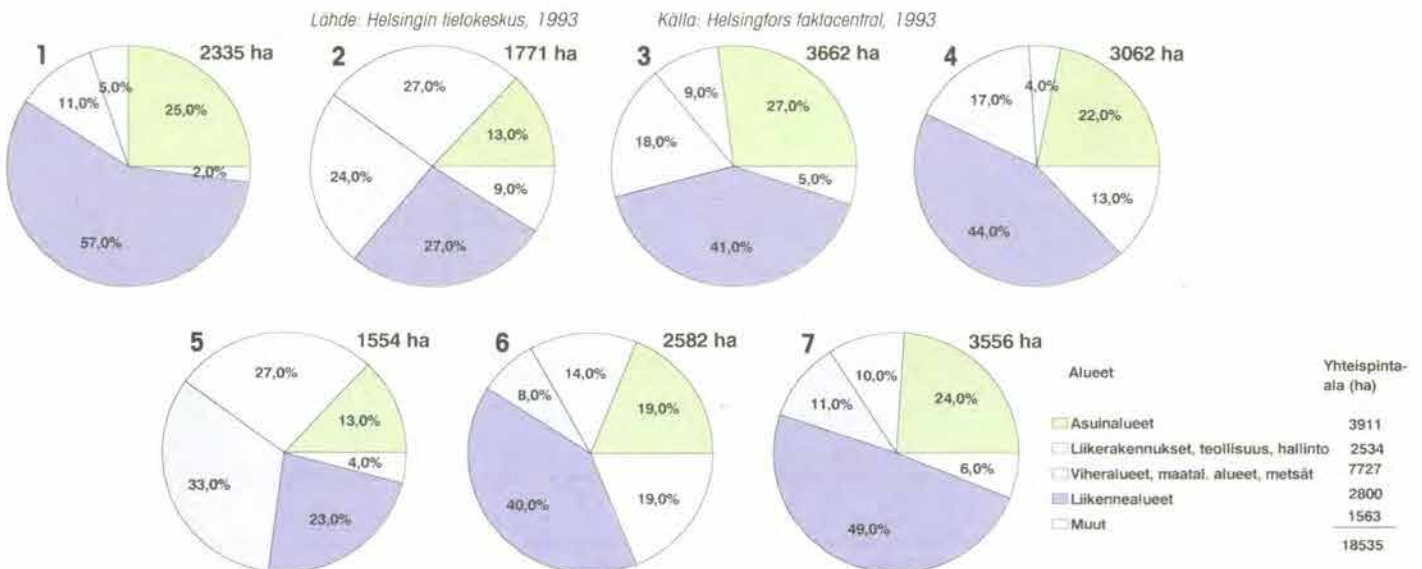 Lähde: Helsingin tietokeskus, 1993 Källa: Helsingfors faktacentral, 1993
1 2335 ha
5,0%
11,0%
25,0%
2,0%
57,0%
2 1771 ha
27,0%
13,0%
24,0%
9,0%
27,0%
3 3662 ha
9,0%
27,0%
18,0%
5,0%
41,0%
4 3062 ha
4,0%
17,0%
22,0%
13,0%
44,0%
5 1554 ha
27,0%
13,0%
4,0%
33,0%
23,0%
6 2582 ha
14,0%
8,0%
19,0%
19,0%
40,0%
7 3556 ha
10,0%
11,0%
24,0%
6,0%
49,0%
Alueet Yhteispinta-
ala (ha)
Asuinalueet 3911
Liikerakennukset, teollisuus, hallinto 2534
Viheralueet, maatal. alueet, metsät 7727
Liikennealueet 2800
Muut 1563
18535